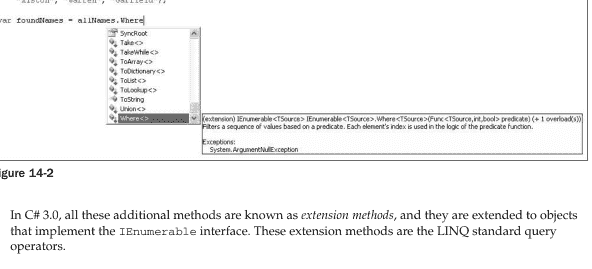 "Alston", "Warren", "Garfield"};
var foundNames = allNames.Where
SyncRoot
Take<>
TakeWhile<>
ToArray<>
ToDictionary<>
ToList<>
ToLookup<>
ToString
Union<>
Where<>
(extension) IEnumerable<TSource> IEnumerable<TSource>.Where<TSource>(Func<TSource,int,bool> predicate) (+ 1 overload(s))
Filters a sequence of values based on a predicate. Each element's index is used in the logic of the predicate function.
Exceptions:
System.ArgumentNullException
igure 14-2
In C# 3.0, all these additional methods are known as extension methods, and they are extended to objects
that implement the IEnumerable interface. These extension methods are the LINQ standard query
operators.